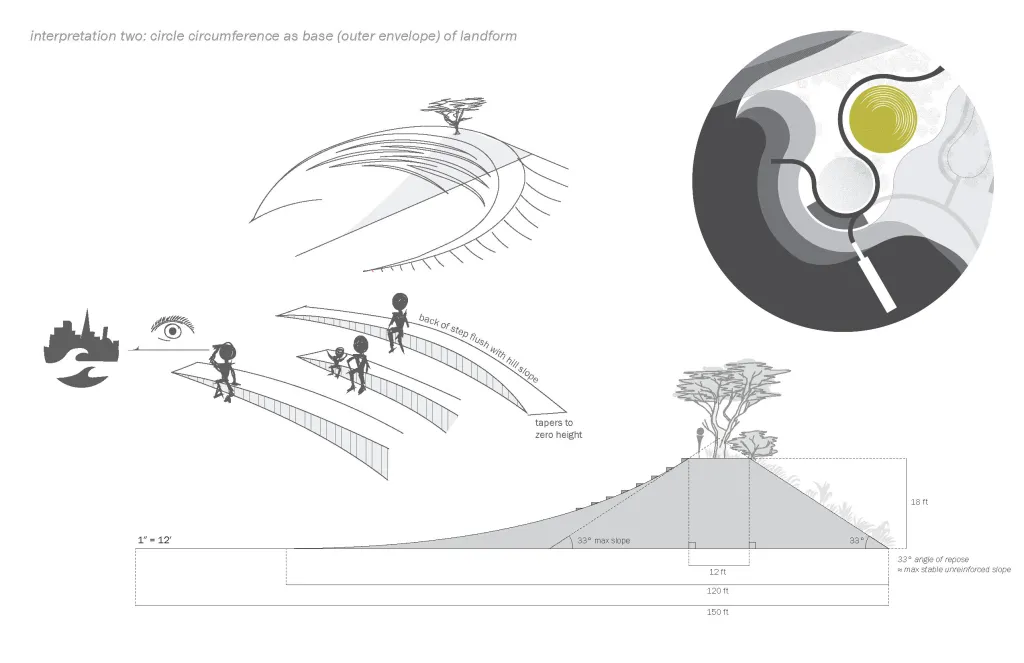 interpretation two: circle circumference as base (outer envelope) of landform
back of step flush with hill slope
tapers to
zero height
18 ft
1" = 12'
33° max slope
33°
33° angle of repose
≈ max stable unreinforced slope
12 ft
120 ft
150 ft